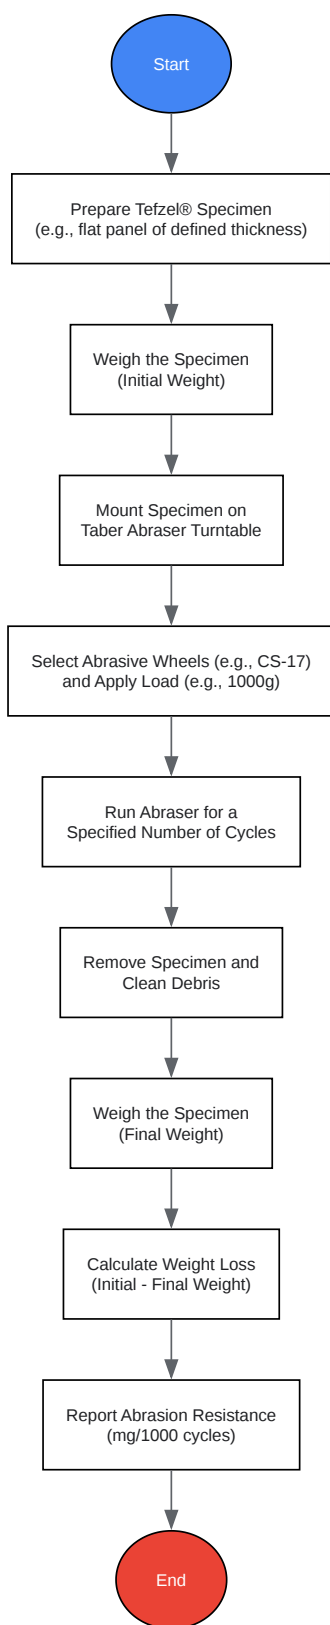 Start
Prepare Tefzel® Specimen
(e.g., flat panel of defined thickness)
Weigh the Specimen
(Initial Weight)
Mount Specimen on
Taber Abraser Turntable
Select Abrasive Wheels (e.g., CS-17)
and Apply Load (e.g., 1000g)
Run Abraser for a
Specified Number of Cycles
Remove Specimen and
Clean Debris
Weigh the Specimen
(Final Weight)
Calculate Weight Loss
(Initial - Final Weight)
Report Abrasion Resistance
(mg/1000 cycles)
End